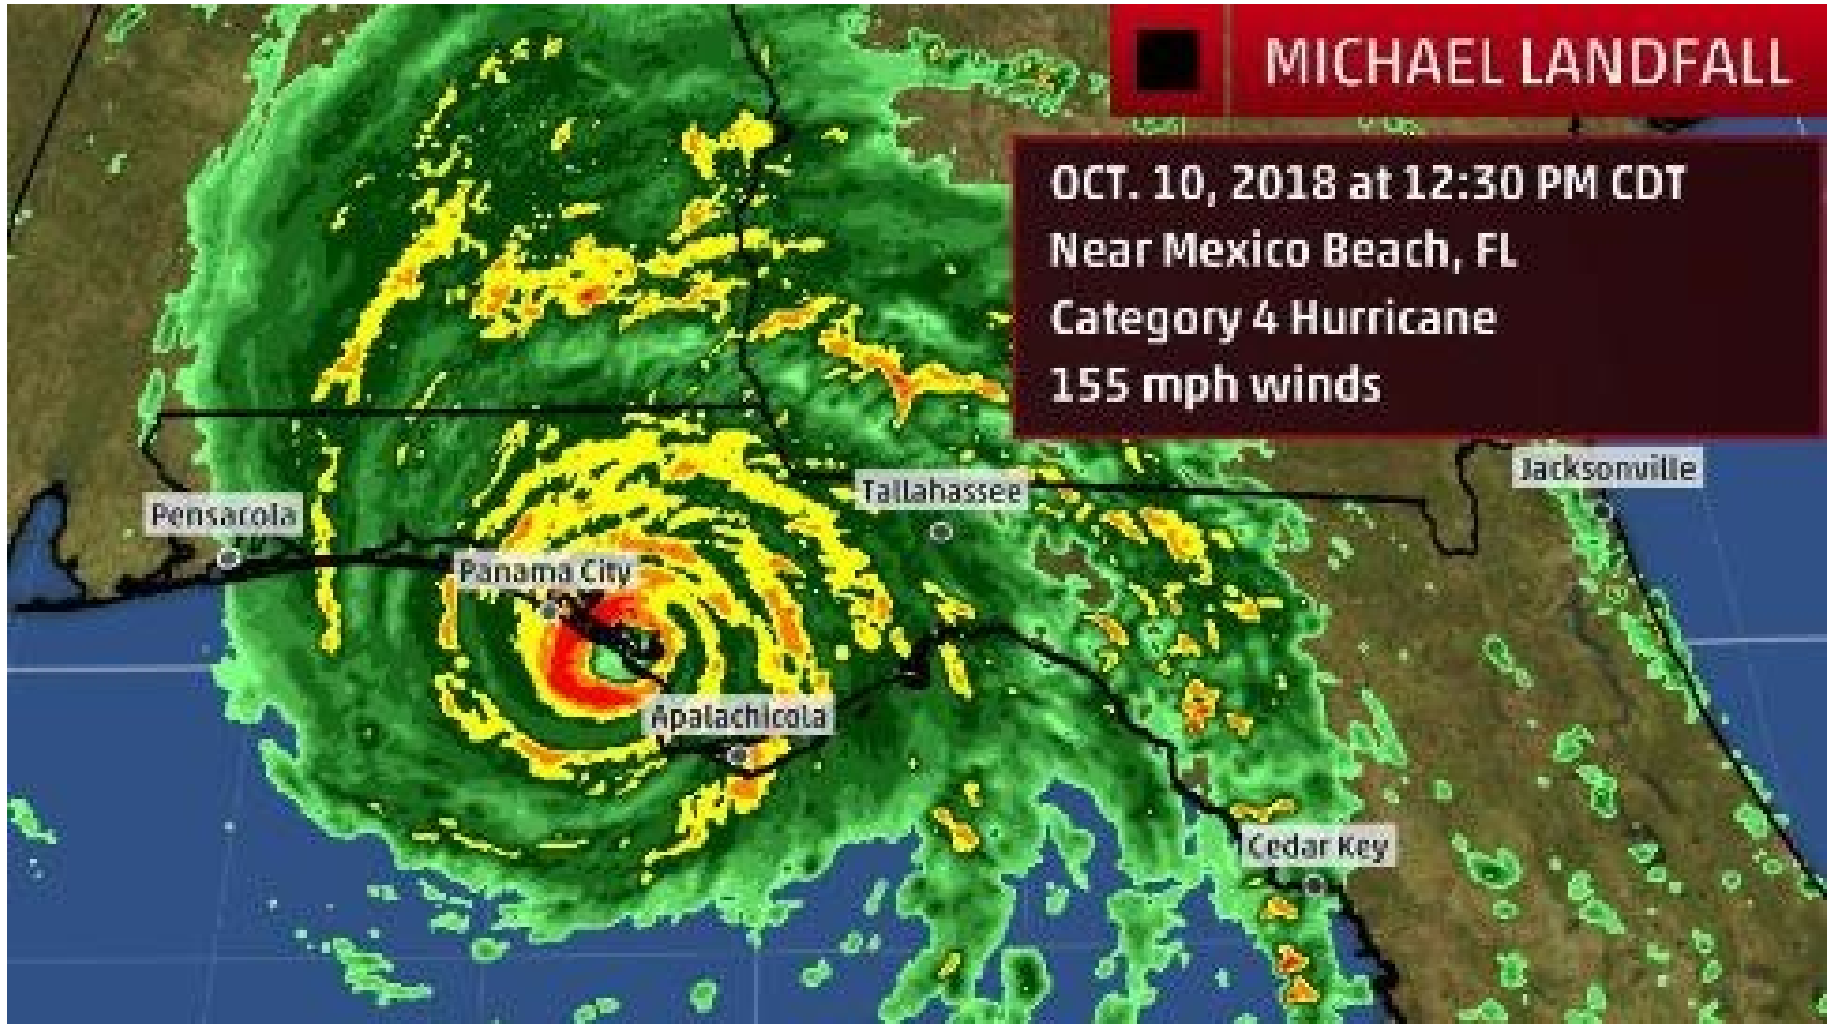 MICHAEL LANDFALL
OCT. 10, 2018 at 12:30 PM CDT
Near Mexico Beach, FL
Category 4 Hurricane
155 mph winds
Jacksonville
Tallahassee
Pensacola
Panama City
Apalachicola
Cedar Key